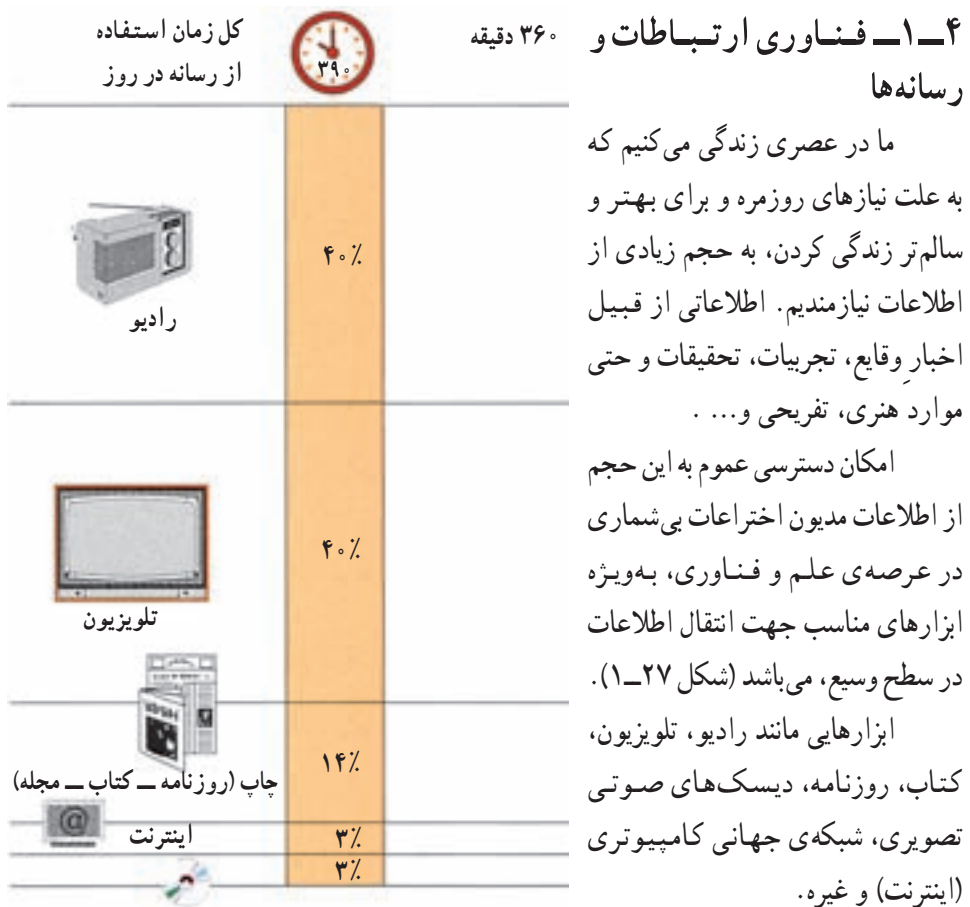 ۴ــ۱ــ فناوری ارتباطات و
رسانه‌ها
ما در عصری زندگی می‌کنیم که
به علت نیازهای روزمره و برای بهتر و
سالم‌تر زندگی کردن، به حجم زیادی از
اطلاعات نیازمندیم. اطلاعاتی از قبیل
اخبارِ وقایع، تجربیات، تحقیقات و حتی
موارد هنری، تفریحی و... .
امکان دسترسی عموم به این حجم
از اطلاعات مدیون اختراعات بی‌شماری
در عرصه‌ی علم و فناوری، به‌ویژه
ابزارهای مناسب جهت انتقال اطلاعات
در سطح وسیع، می‌باشد (شکل ۲۷ــ۱).
ابزارهایی مانند رادیو، تلویزیون،
کتاب، روزنامه، دیسک‌های صوتی
تصویری، شبکه‌ی جهانی کامپیوتری
(اینترنت) و غیره.
۳۶۰ دقیقه
۳۹۰
کل زمان استفاده
از رسانه در روز
۴۰٪
رادیو
۴۰٪
تلویزیون
۱۴٪
چاپ (روزنامه ــ کتاب ــ مجله)
@
۳٪
اینترنت
۳٪